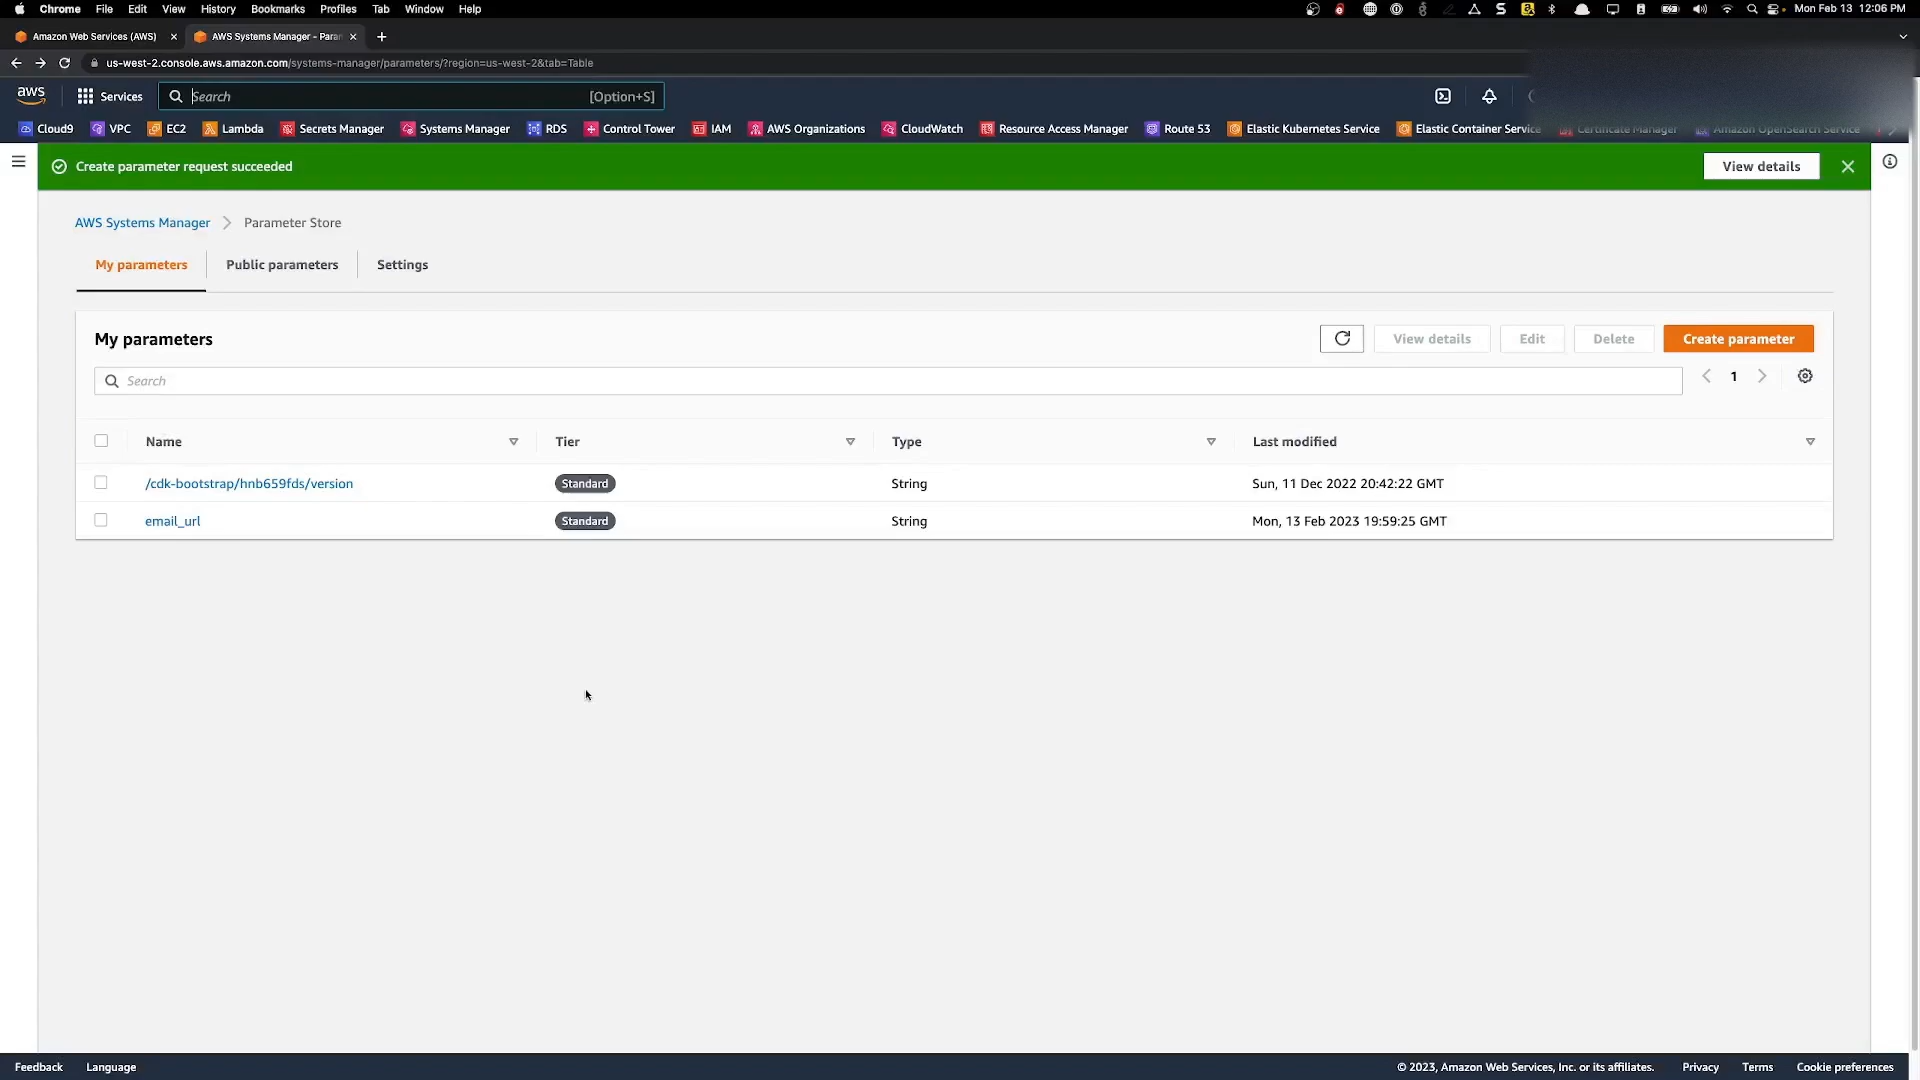 Chrome File Edit View History Bookmarks Profiles Tab Window Help Mon Feb 13 12:06 PM
Amazon Web Services (AWS) AWS Systems Manager - Para
us-west-2.console.aws.amazon.com/systems-manager/parameters/?region=us-west-2&tab=Table
aws Services Search [Option+S]
Cloud9 VPC EC2 Lambda Secrets Manager Systems Manager RDS Control Tower IAM AWS Organizations CloudWatch Resource Access Manager Route 53 Elastic Kubernetes Service Elastic Container Service Certificate Manager Amazon OpenSearch Service
Create parameter request succeeded View details
AWS Systems Manager Parameter Store
My parameters Public parameters Settings
My parameters View details Edit Delete Create parameter
Search 1
Name Tier Type Last modified
/cdk-bootstrap/hnb659fds/version Standard String Sun, 11 Dec 2022 20:42:22 GMT
email_url Standard String Mon, 13 Feb 2023 19:59:25 GMT
Feedback Language © 2023, Amazon Web Services, Inc. or its affiliates. Privacy Terms Cookie preferences